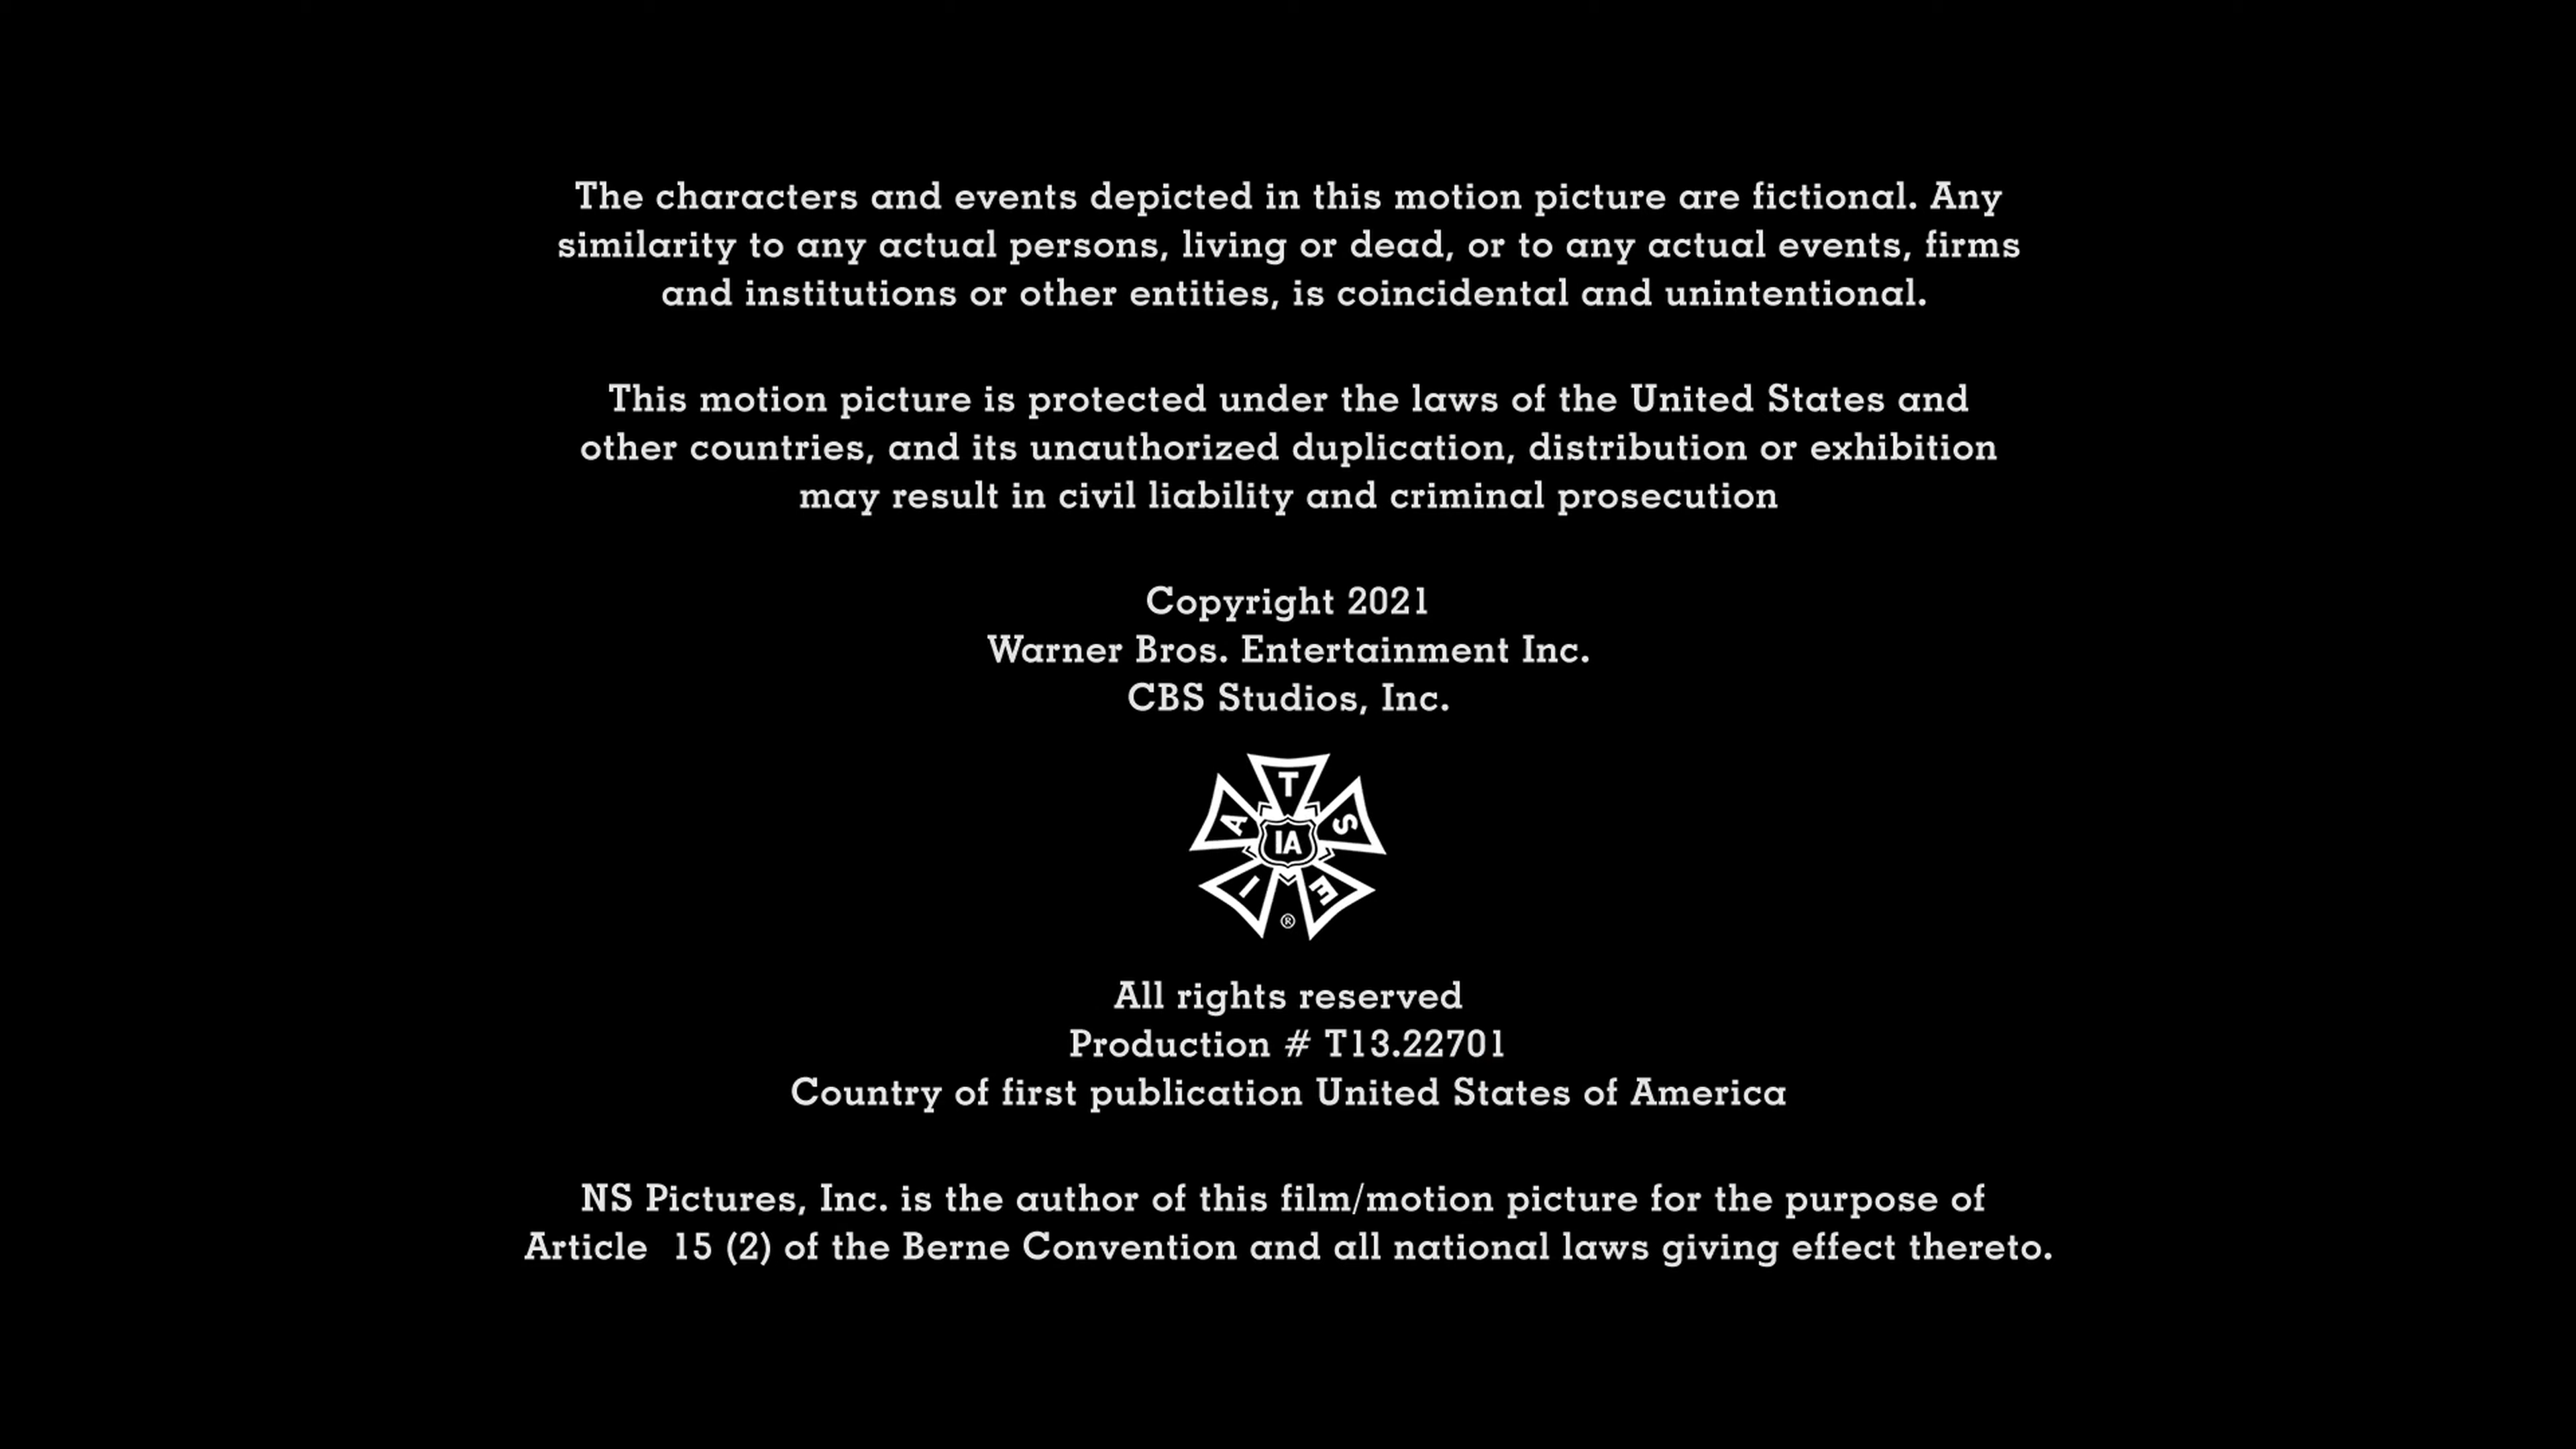 The characters and events depicted in this motion picture are fictional. Any
similarity to any actual persons, living or dead, or to any actual events, firms
and institutions or other entities, is coincidental and unintentional.
This motion picture is protected under the laws of the United States and
other countries, and its unauthorized duplication, distribution or exhibition
may result in civil liability and criminal prosecution
Copyright 2021
Warner Bros. Entertainment Inc.
CBS Studios, Inc.
I A T S E
IA
®
All rights reserved
Production # T13.22701
Country of first publication United States of America
NS Pictures, Inc. is the author of this film/motion picture for the purpose of
Article  15 (2) of the Berne Convention and all national laws giving effect thereto.